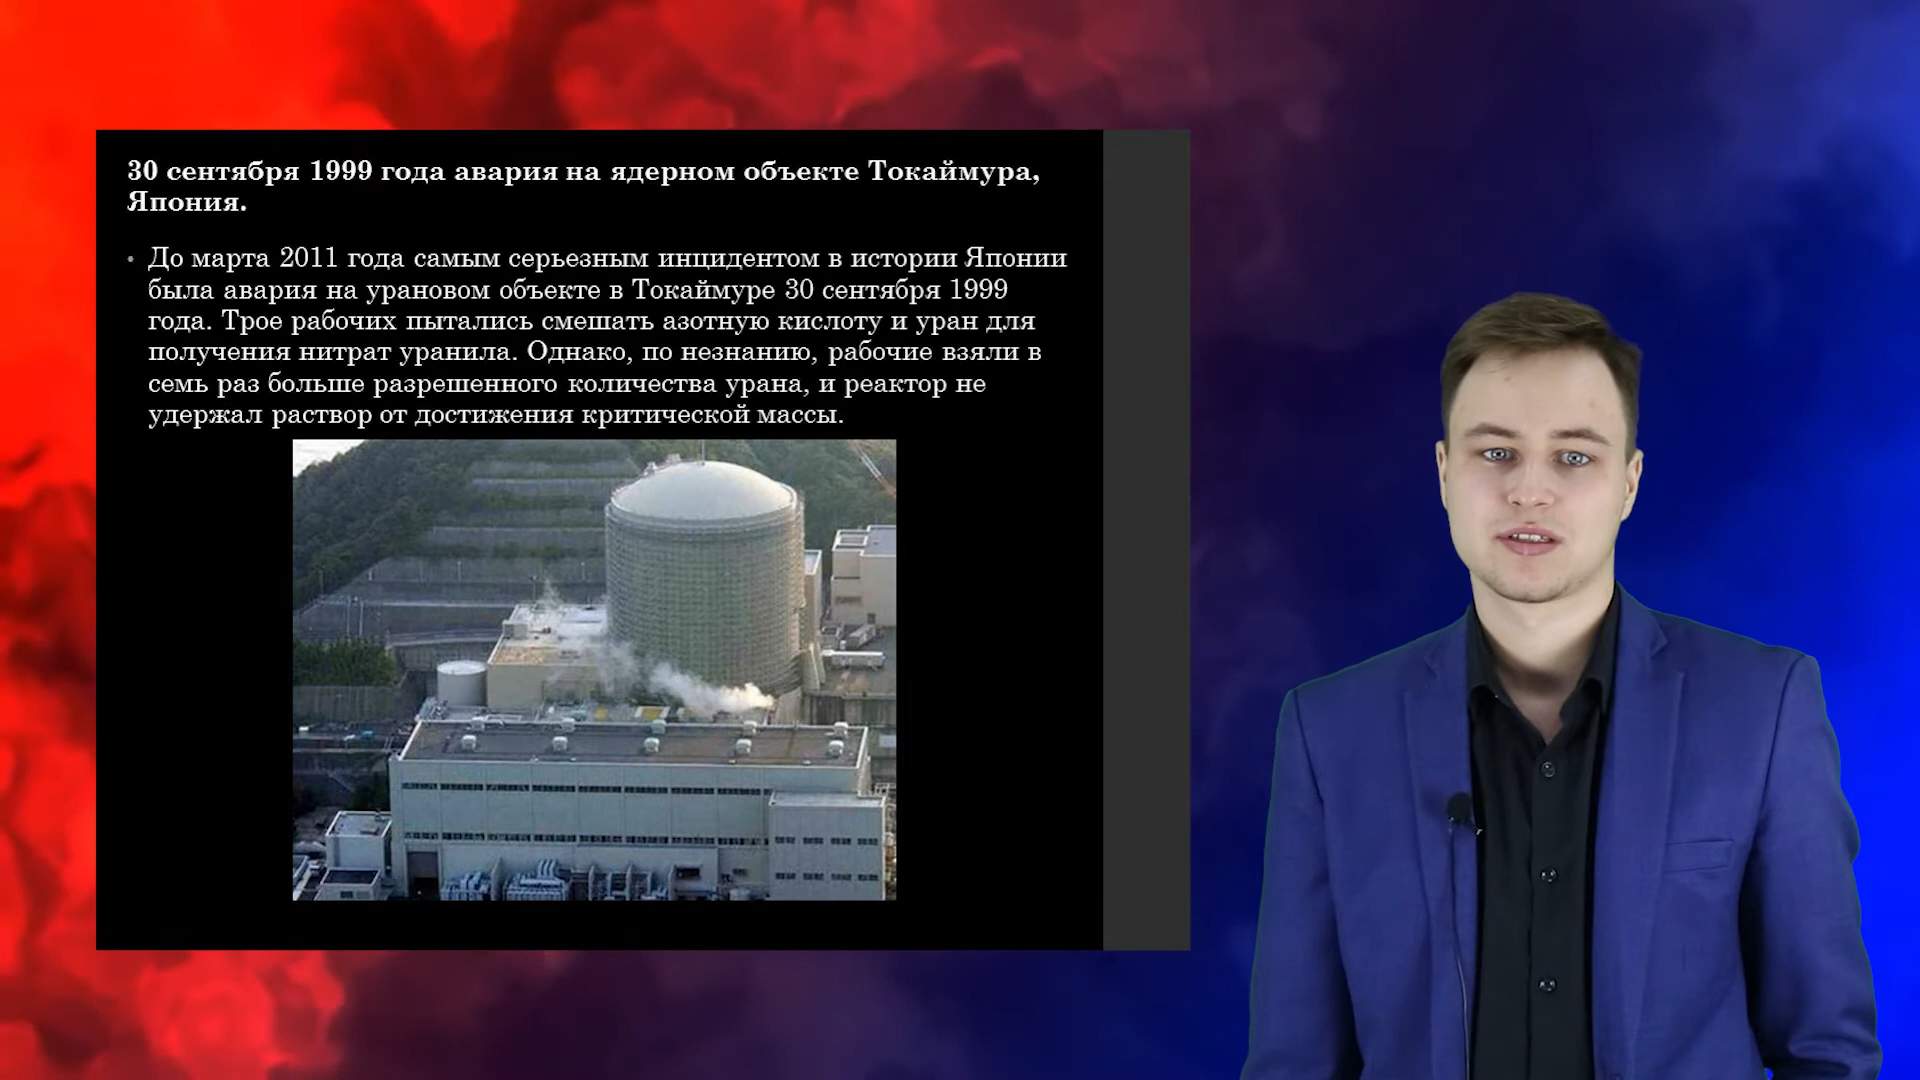 30 сентября 1999 года авария на ядерном объекте Токаймура,
Япония.
• До марта 2011 года самым серьезным инцидентом в истории Японии
была авария на урановом объекте в Токаймуре 30 сентября 1999
года. Трое рабочих пытались смешать азотную кислоту и уран для
получения нитрат уранила. Однако, по незнанию, рабочие взяли в
семь раз больше разрешенного количества урана, и реактор не
удержал раствор от достижения критической массы.